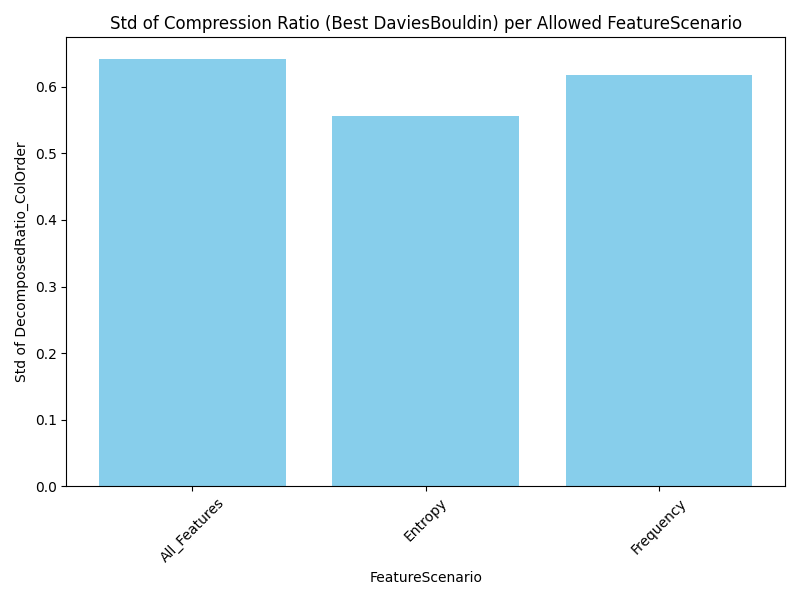 Std of Compression Ratio (Best DaviesBouldin) per Allowed FeatureScenario
Std of DecomposedRatio_ColOrder
0.6
0.5
0.4
0.3
0.2
0.1
0.0
All_Features
Entropy
Frequency
FeatureScenario